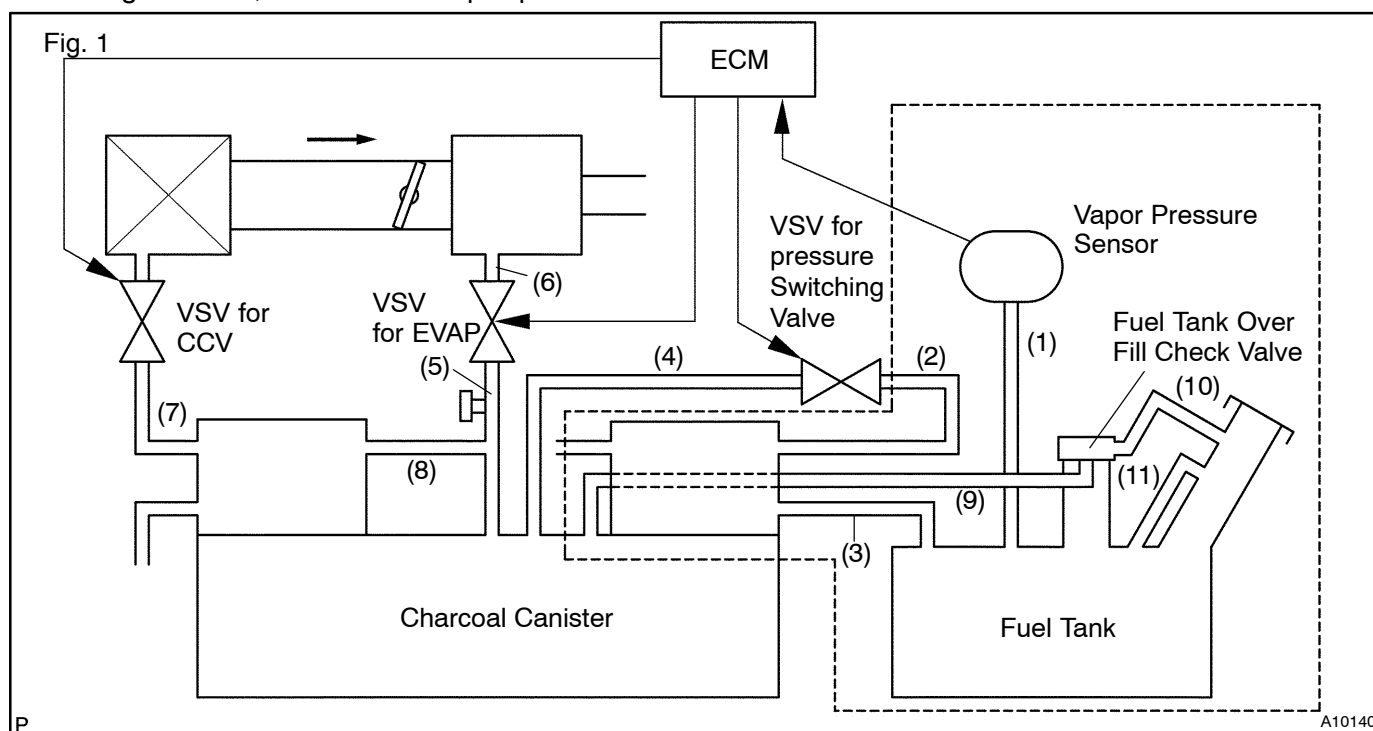 Fig. 1
ECM
VSV for
pressure
Switching
Valve
Vapor Pressure
Sensor
(6)
VSV for
CCV
VSV
for EVAP
Fuel Tank Over
Fill Check Valve
(1)
(2)
(4)
(5)
(10)
(7)
(8)
(11)
(9)
(3)
Charcoal Canister
Fuel Tank
P
A10140